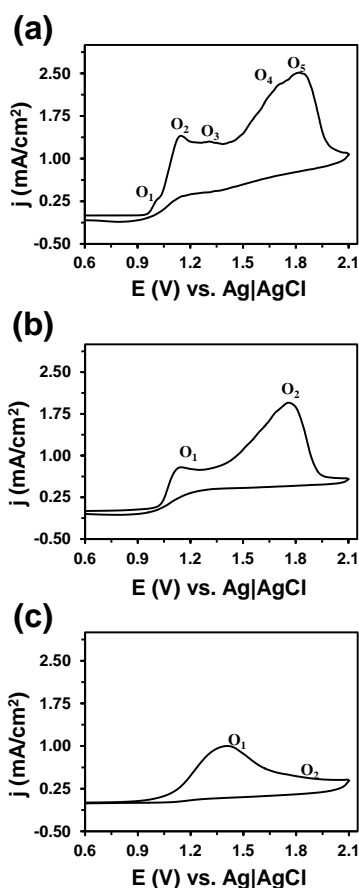 (a)
O₁
O₂
O₃
O₄
O₅
2.50
1.75
1.00
0.25
-0.50
j (mA/cm²)
0.6 0.9 1.2 1.5 1.8 2.1
E (V) vs. Ag|AgCl
(b)
O₁
O₂
2.50
1.75
1.00
0.25
-0.50
j (mA/cm²)
0.6 0.9 1.2 1.5 1.8 2.1
E (V) vs. Ag|AgCl
(c)
O₁
O₂
2.50
1.75
1.00
0.25
-0.50
j (mA/cm²)
0.6 0.9 1.2 1.5 1.8 2.1
E (V) vs. Ag|AgCl